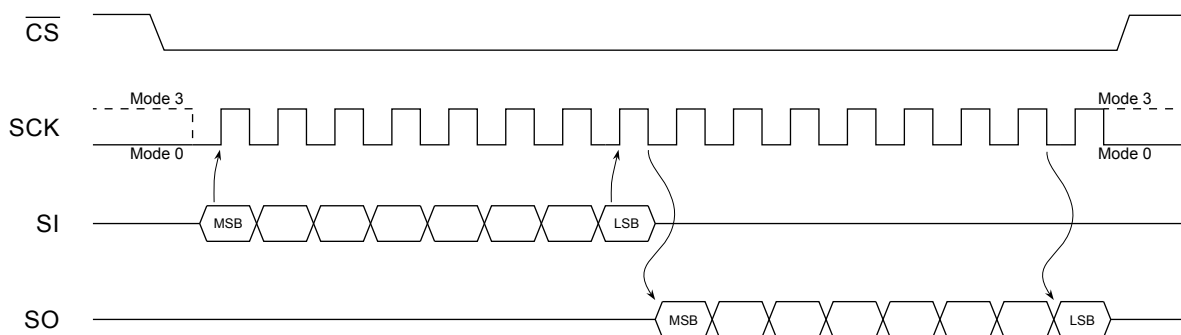 CS
Mode 3
Mode 3
SCK
Mode 0
Mode 0
SI
MSB
LSB
SO
MSB
LSB